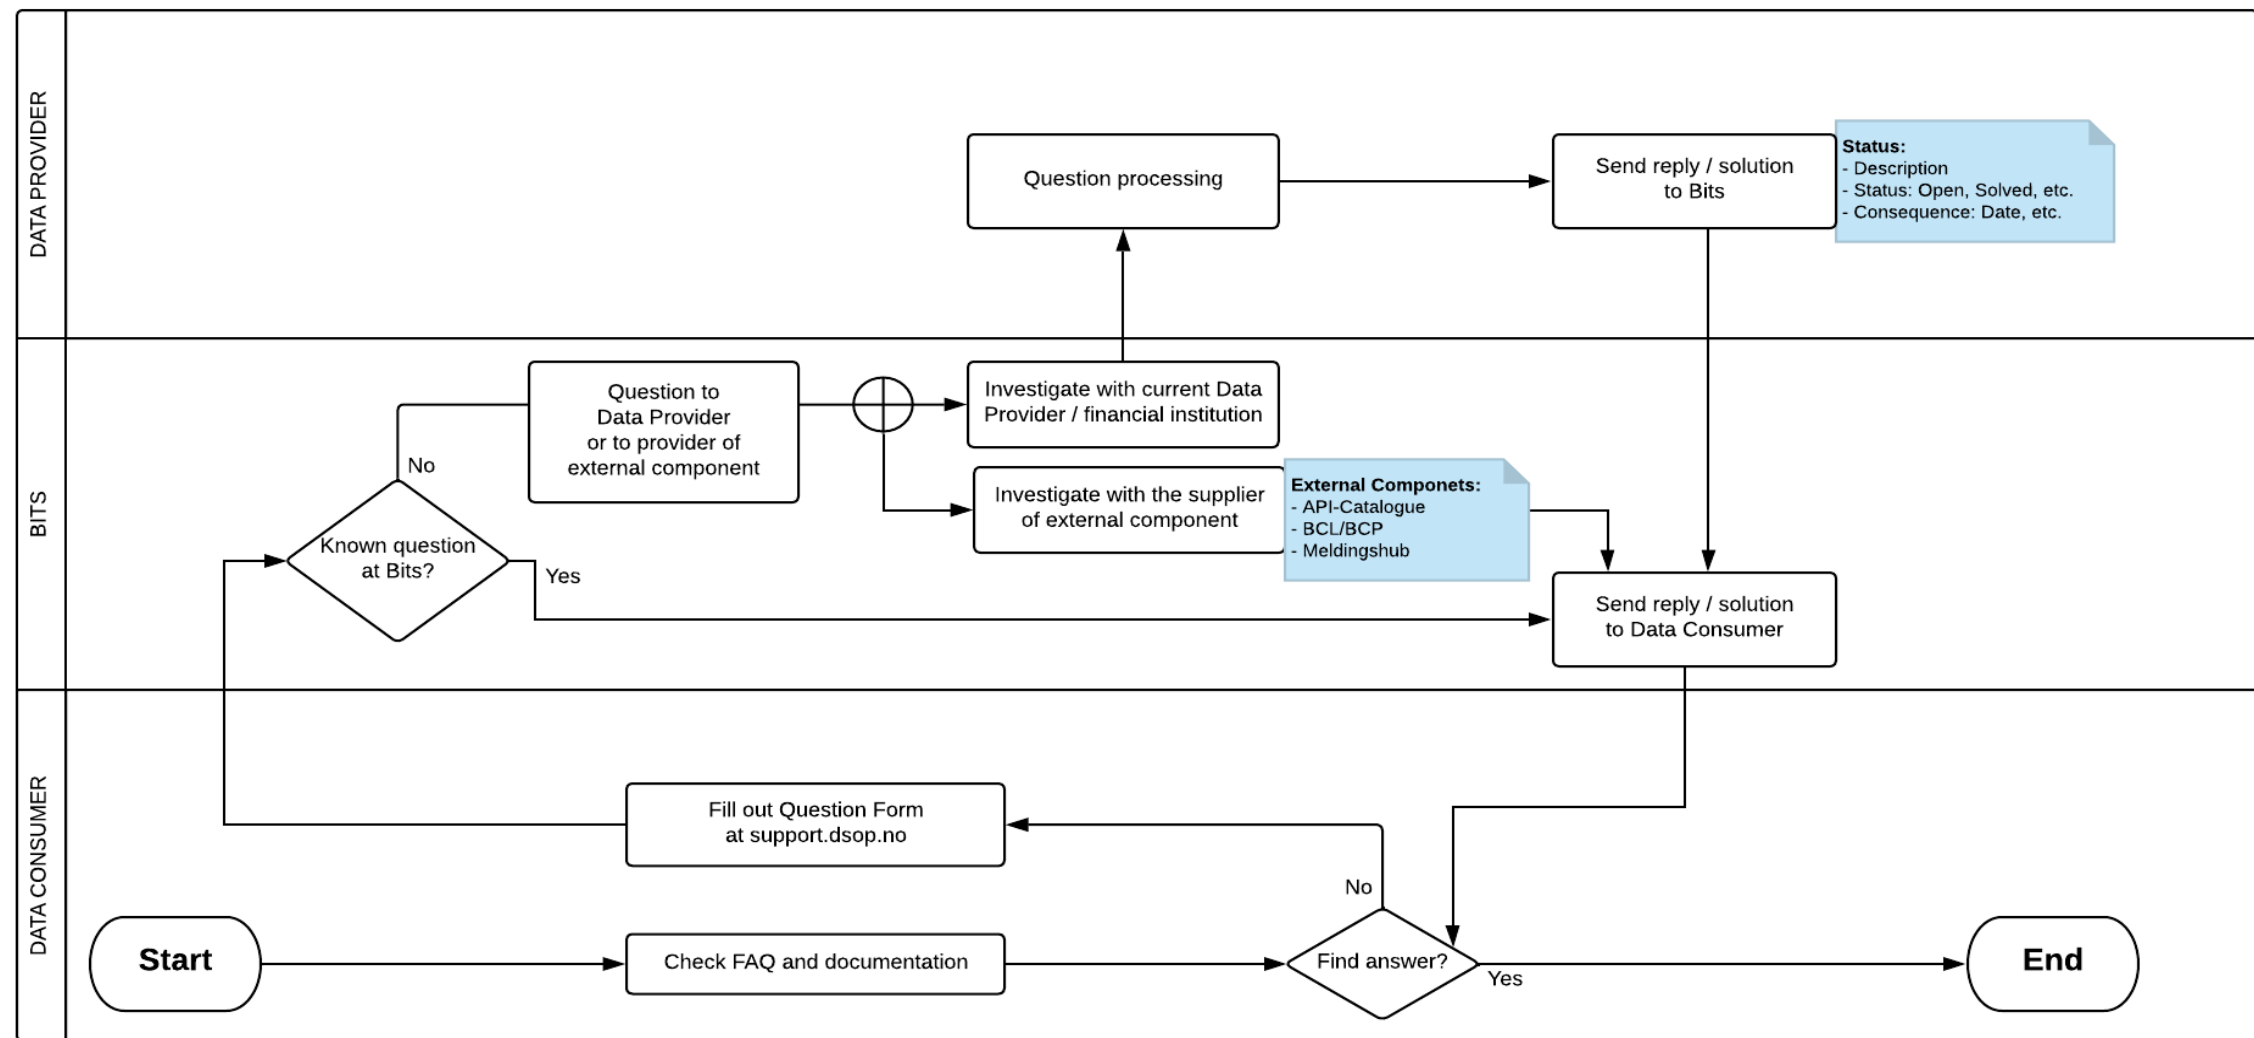 DATA PROVIDER
Question processing
Send reply / solution
to Bits
Status:
- Description
- Status: Open, Solved, etc.
- Consequence: Date, etc.
BITS
Question to
Data Provider
or to provider of
external component
Investigate with current Data
Provider / financial institution
No
Investigate with the supplier
of external component
External Componets:
- API-Catalogue
- BCL/BCP
- Meldingshub
Known question
at Bits?
Yes
Send reply / solution
to Data Consumer
DATA CONSUMER
Fill out Question Form
at support.dsop.no
No
Start
Check FAQ and documentation
Find answer?
Yes
End